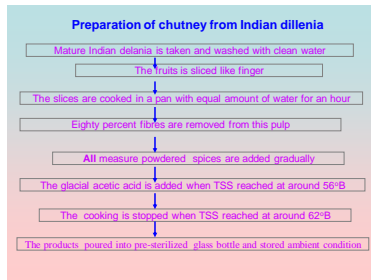 Preparation of chutney from Indian dillenia
Mature Indian delania is taken and washed with clean water
The fruits is sliced like finger
The slices are cooked in a pan with equal amount of water for an hour
Eighty percent fibres are removed from this pulp
All measure powdered spices are added gradually
The glacial acetic acid is added when TSS reached at around 56°B
The cooking is stopped when TSS reached at around 62°B
The products poured into pre-sterilized glass bottle and stored ambient condition